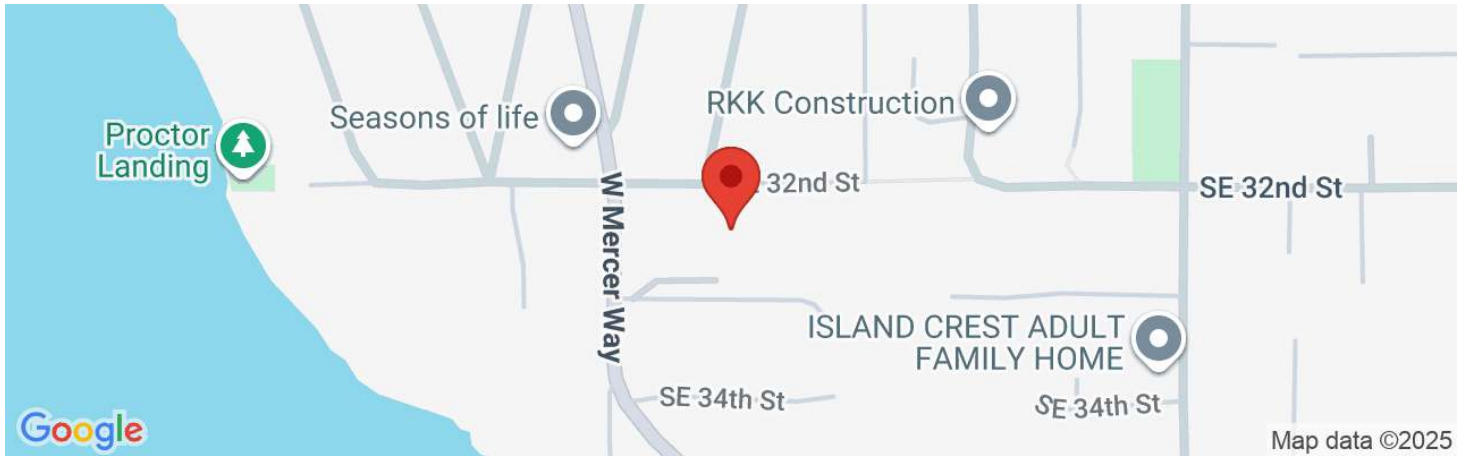 Proctor
Landing
Seasons of life
RKK Construction
32nd St
SE 32nd St
W Mercer Way
ISLAND CREST ADULT
FAMILY HOME
SE 34th St
SE 34th St
Google
Map data ©2025